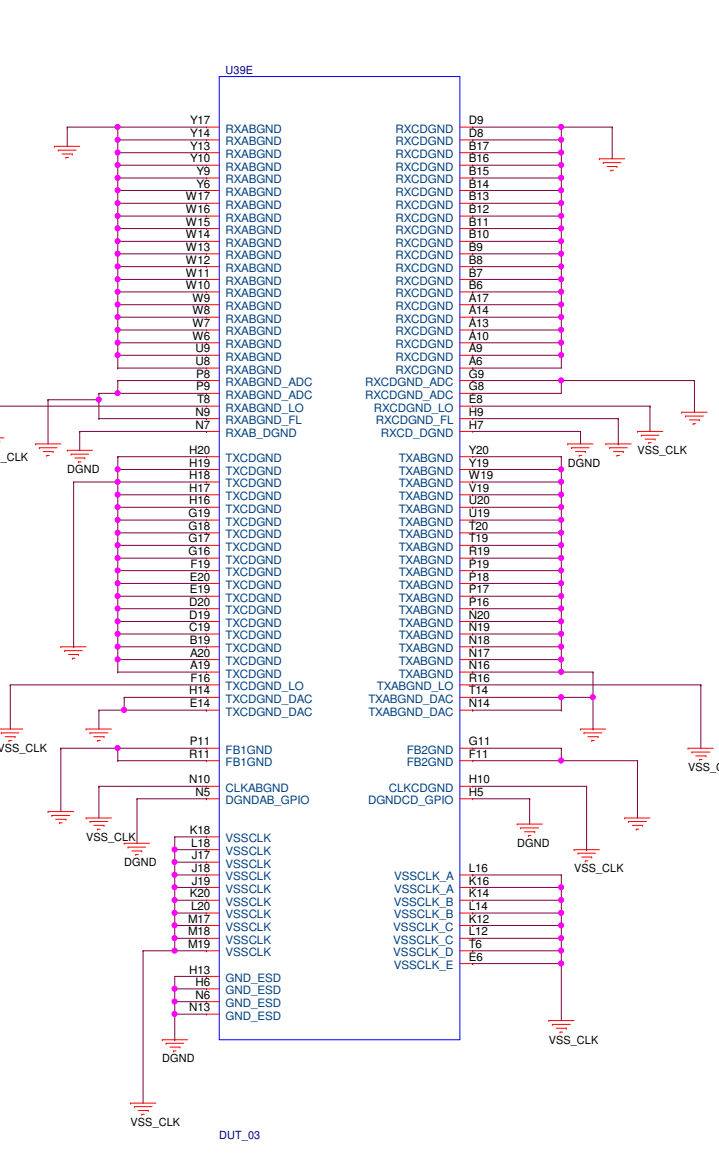 U39E
Y17 RXABGND RXCDGND D9
Y14 RXABGND RXCDGND D8
Y13 RXABGND RXCDGND B17
Y10 RXABGND RXCDGND B16
Y9 RXABGND RXCDGND B15
Y6 RXABGND RXCDGND B14
W17 RXABGND RXCDGND B13
W16 RXABGND RXCDGND B12
W15 RXABGND RXCDGND B11
W14 RXABGND RXCDGND B10
W13 RXABGND RXCDGND B9
W12 RXABGND RXCDGND B8
W11 RXABGND RXCDGND B7
W10 RXABGND RXCDGND B6
W9 RXABGND RXCDGND A17
W8 RXABGND RXCDGND A14
W7 RXABGND RXCDGND A13
W6 RXABGND RXCDGND A10
U9 RXABGND RXCDGND A9
U8 RXABGND RXCDGND A6
P8 RXABGND_ADC RXCDGND_ADC G9
P9 RXABGND_ADC RXCDGND_ADC G8
T8 RXABGND_LO RXCDGND_LO E8
N9 RXABGND_FL RXCDGND_FL H9
N7 RXAB_DGND RXCD_DGND H7
_CLK DGND DGND VSS_CLK
H20 TXCDGND TXABGND Y20
H19 TXCDGND TXABGND Y19
H18 TXCDGND TXABGND W19
H17 TXCDGND TXABGND V19
H16 TXCDGND TXABGND U20
G19 TXCDGND TXABGND U19
G18 TXCDGND TXABGND T20
G17 TXCDGND TXABGND T19
G16 TXCDGND TXABGND R19
F19 TXCDGND TXABGND P19
E20 TXCDGND TXABGND P18
E19 TXCDGND TXABGND P17
D20 TXCDGND TXABGND P16
D19 TXCDGND TXABGND N20
C19 TXCDGND TXABGND N19
B19 TXCDGND TXABGND N18
A20 TXCDGND TXABGND N17
A19 TXCDGND TXABGND N16
F16 TXCDGND_LO TXABGND_LO R16
H14 TXCDGND_DAC TXABGND_DAC T14
E14 TXCDGND_DAC TXABGND_DAC N14
VSS_CLK
P11 FB1GND FB2GND G11
R11 FB1GND FB2GND F11
VSS_
N10 CLKABGND CLKCDGND H10
N5 DGNDAB_GPIO DGNDCD_GPIO H5
VSS_CLK
DGND
DGND
VSS_CLK
K18 VSSCLK
L18 VSSCLK
J17 VSSCLK
J18 VSSCLK VSSCLK_A L16
J19 VSSCLK VSSCLK_A K16
K20 VSSCLK VSSCLK_B K14
L20 VSSCLK VSSCLK_B L14
M17 VSSCLK VSSCLK_C K12
M18 VSSCLK VSSCLK_C L12
M19 VSSCLK VSSCLK_D T6
VSSCLK_E E6
H13 GND_ESD
H6 GND_ESD
N6 GND_ESD
N13 GND_ESD
VSS_CLK
DGND
VSS_CLK
DUT_03